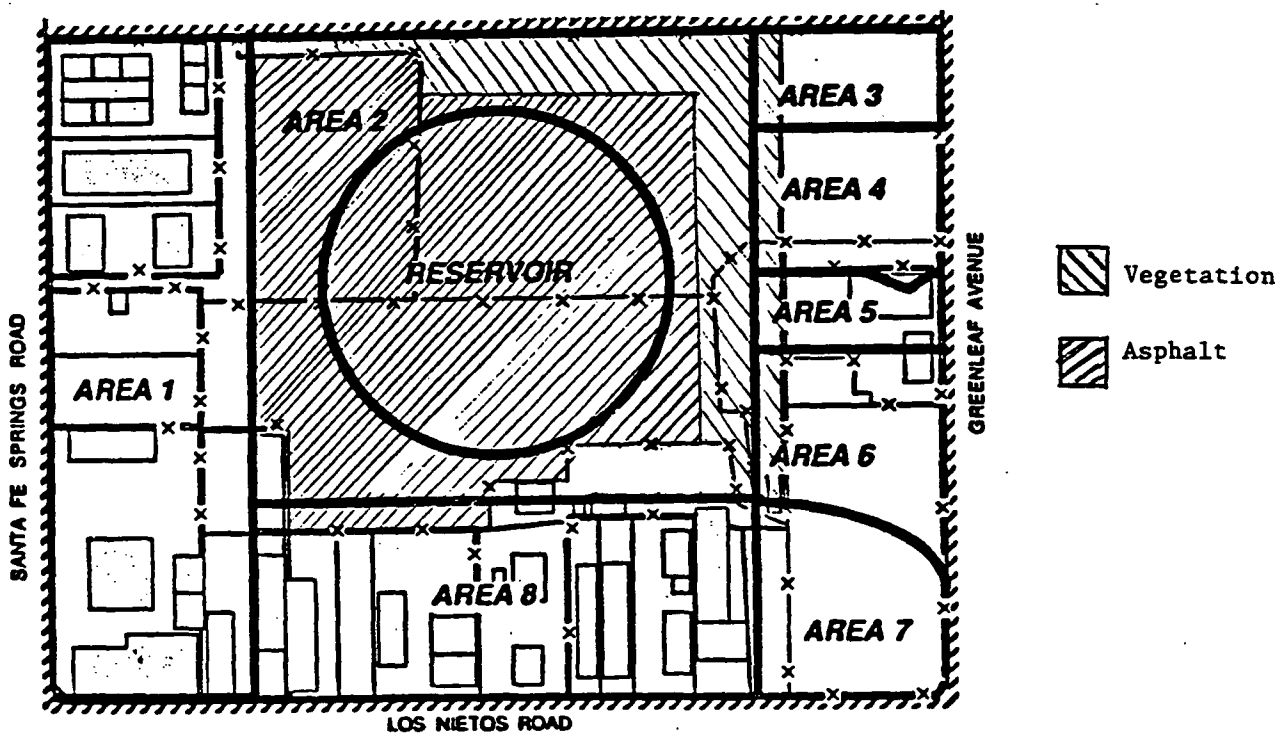 AREA 3
AREA 2
AREA 4
RESERVOIR
Vegetation
AREA 5
Asphalt
AREA 1
AREA 6
AREA 8
AREA 7
SANTA FE SPRINGS ROAD
GREENLEAF AVENUE
LOS NIETOS ROAD